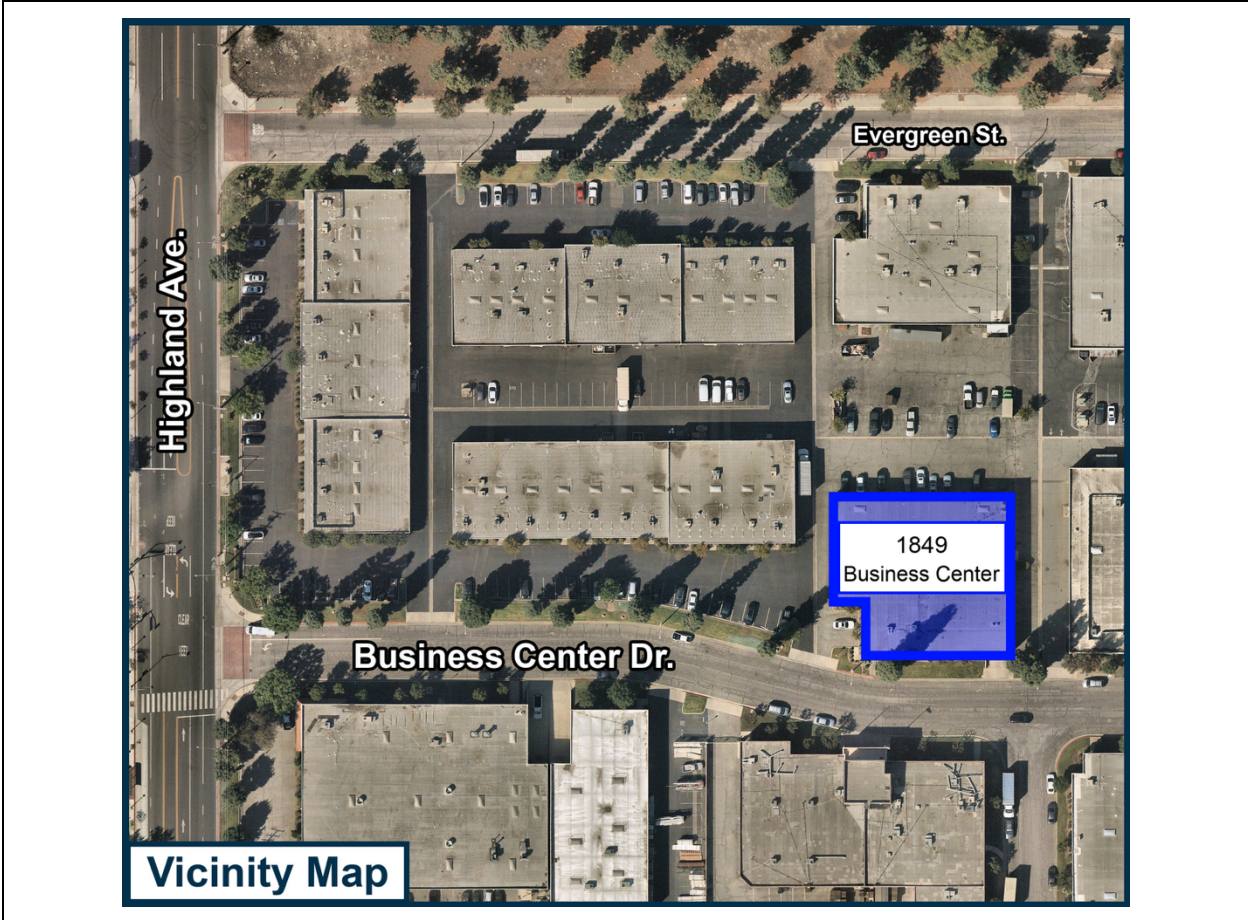 Evergreen St.
Highland Ave.
1849
Business Center
Business Center Dr.
Vicinity Map